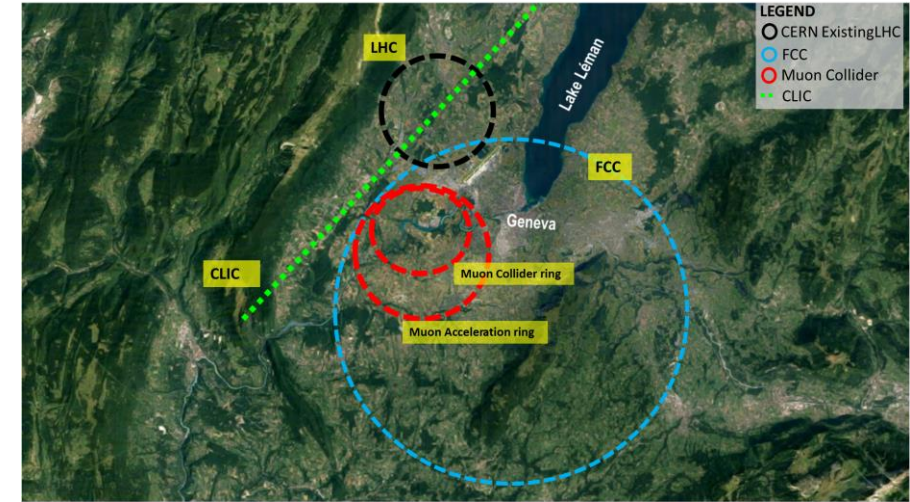 LEGEND
CERN ExistingLHC
FCC
Muon Collider
CLIC
LHC
Lake Léman
FCC
Geneva
CLIC
Muon Collider ring
Muon Acceleration ring